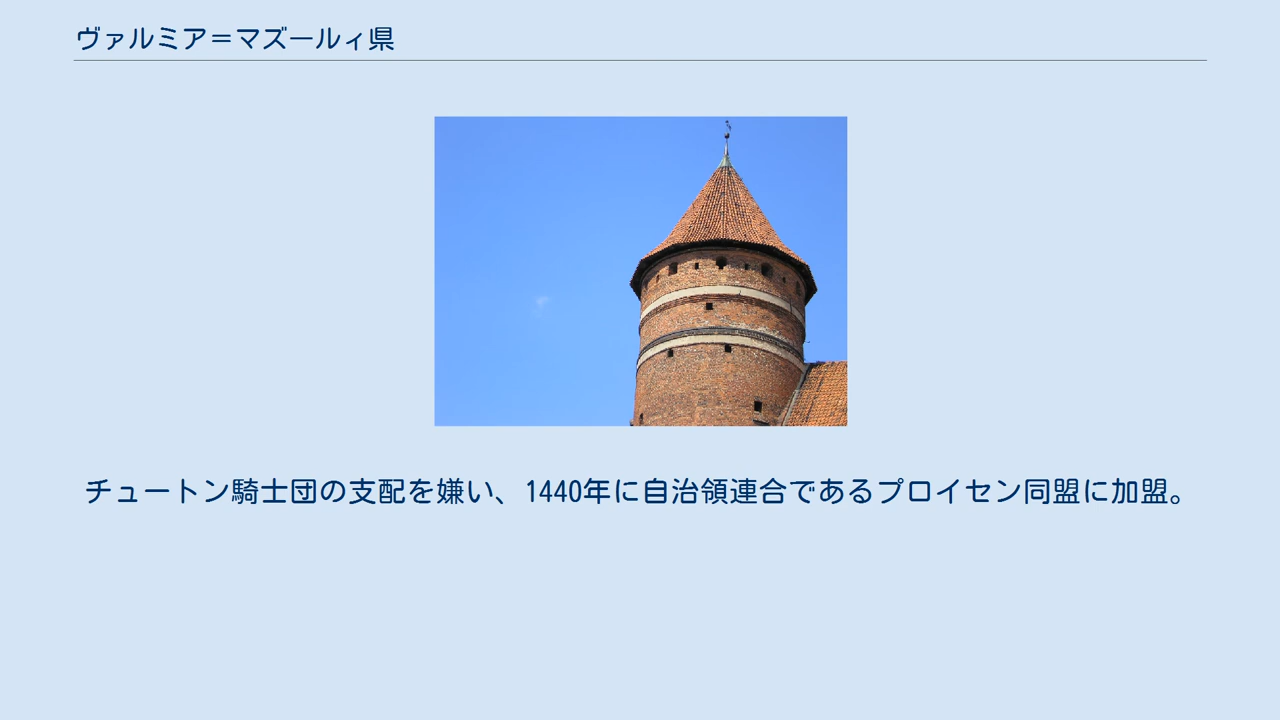 ヴァルミア＝マズールィ県
チュートン騎士団の支配を嫌い、1440年に自治領連合であるプロイセン同盟に加盟。